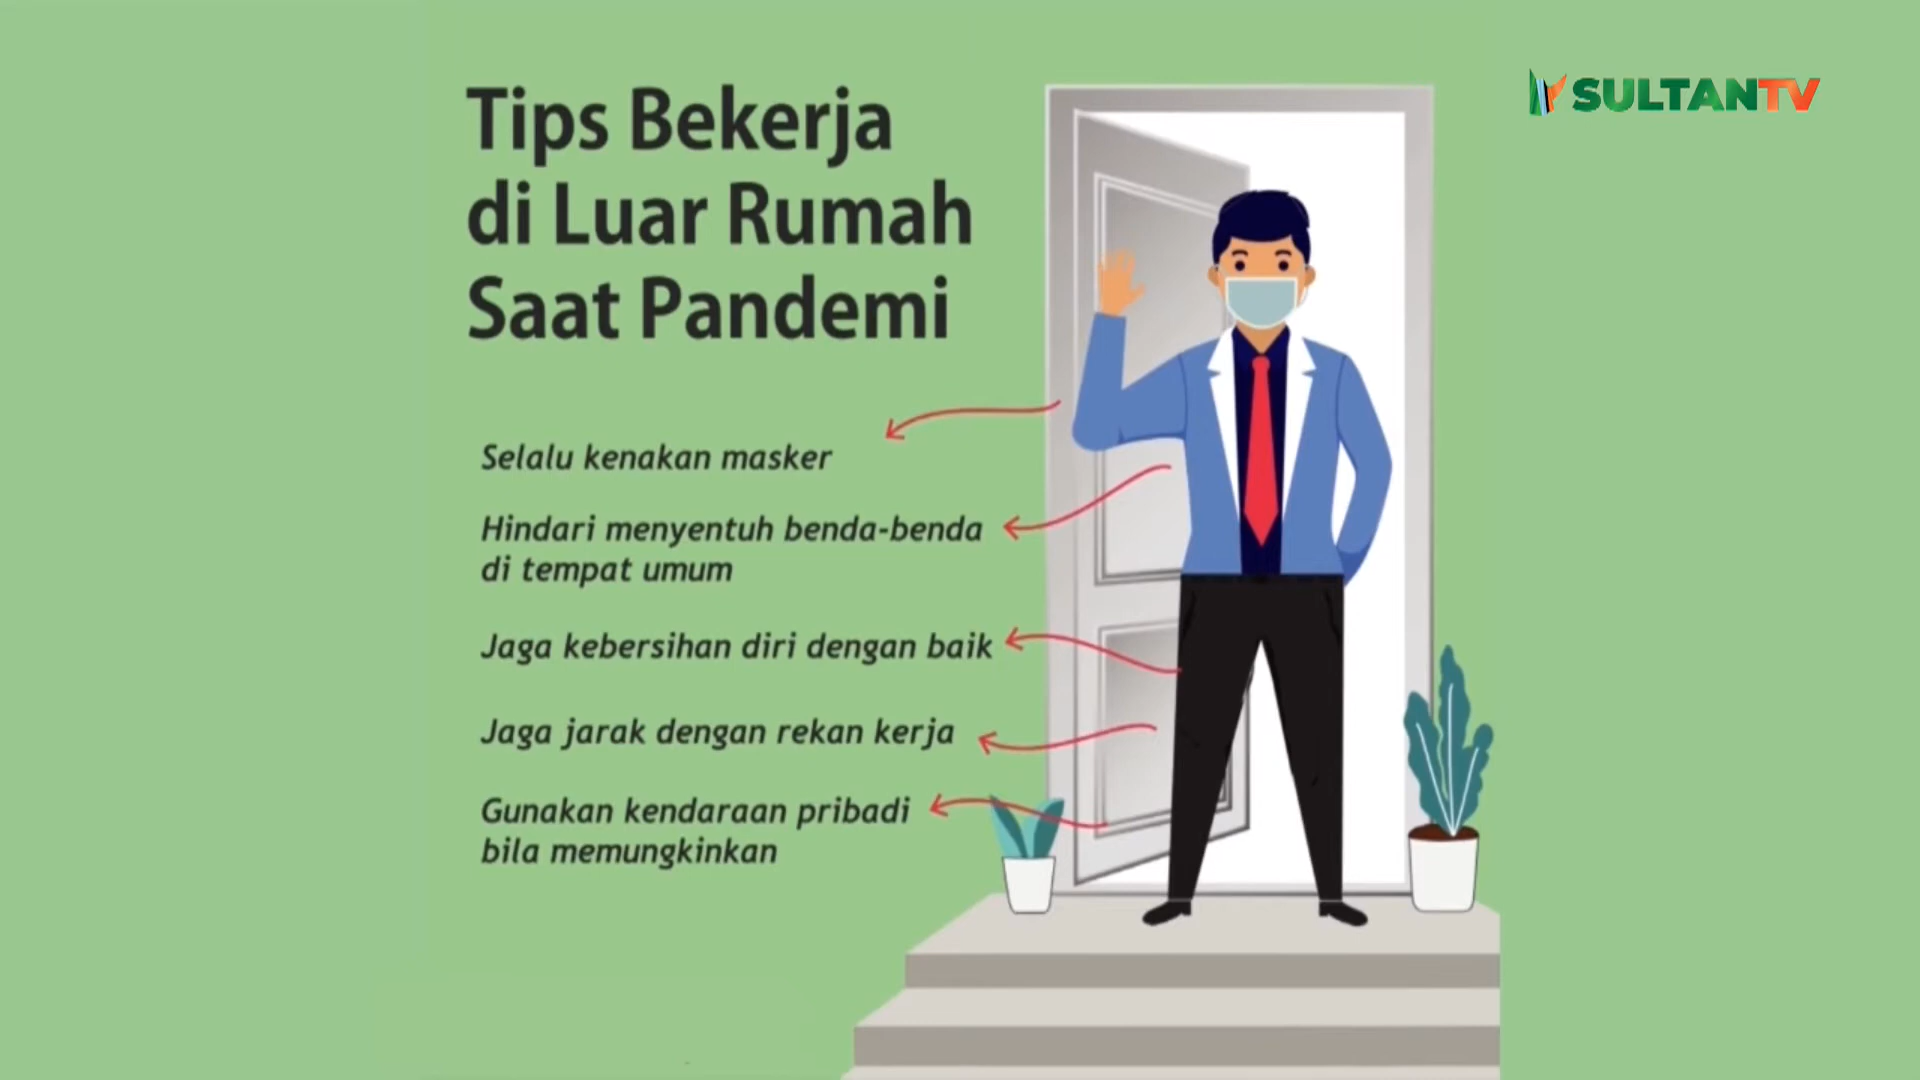 SULTANTV
Tips Bekerja
di Luar Rumah
Saat Pandemi
Selalu kenakan masker
Hindari menyentuh benda-benda
di tempat umum
Jaga kebersihan diri dengan baik
Jaga jarak dengan rekan kerja
Gunakan kendaraan pribadi
bila memungkinkan